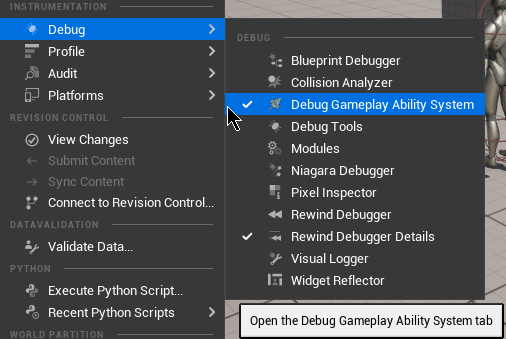 INSTRUMENTATION
Debug
Profile
Audit
Platforms
REVISION CONTROL
View Changes
Submit Content
Sync Content
Connect to Revision Control...
DATAVALIDATION
Validate Data...
PYTHON
Execute Python Script...
Recent Python Scripts
WORLD PARTITION
DEBUG
Blueprint Debugger
Collision Analyzer
Debug Gameplay Ability System
Debug Tools
Modules
Niagara Debugger
Pixel Inspector
Rewind Debugger
Rewind Debugger Details
Visual Logger
Widget Reflector
Open the Debug Gameplay Ability System tab